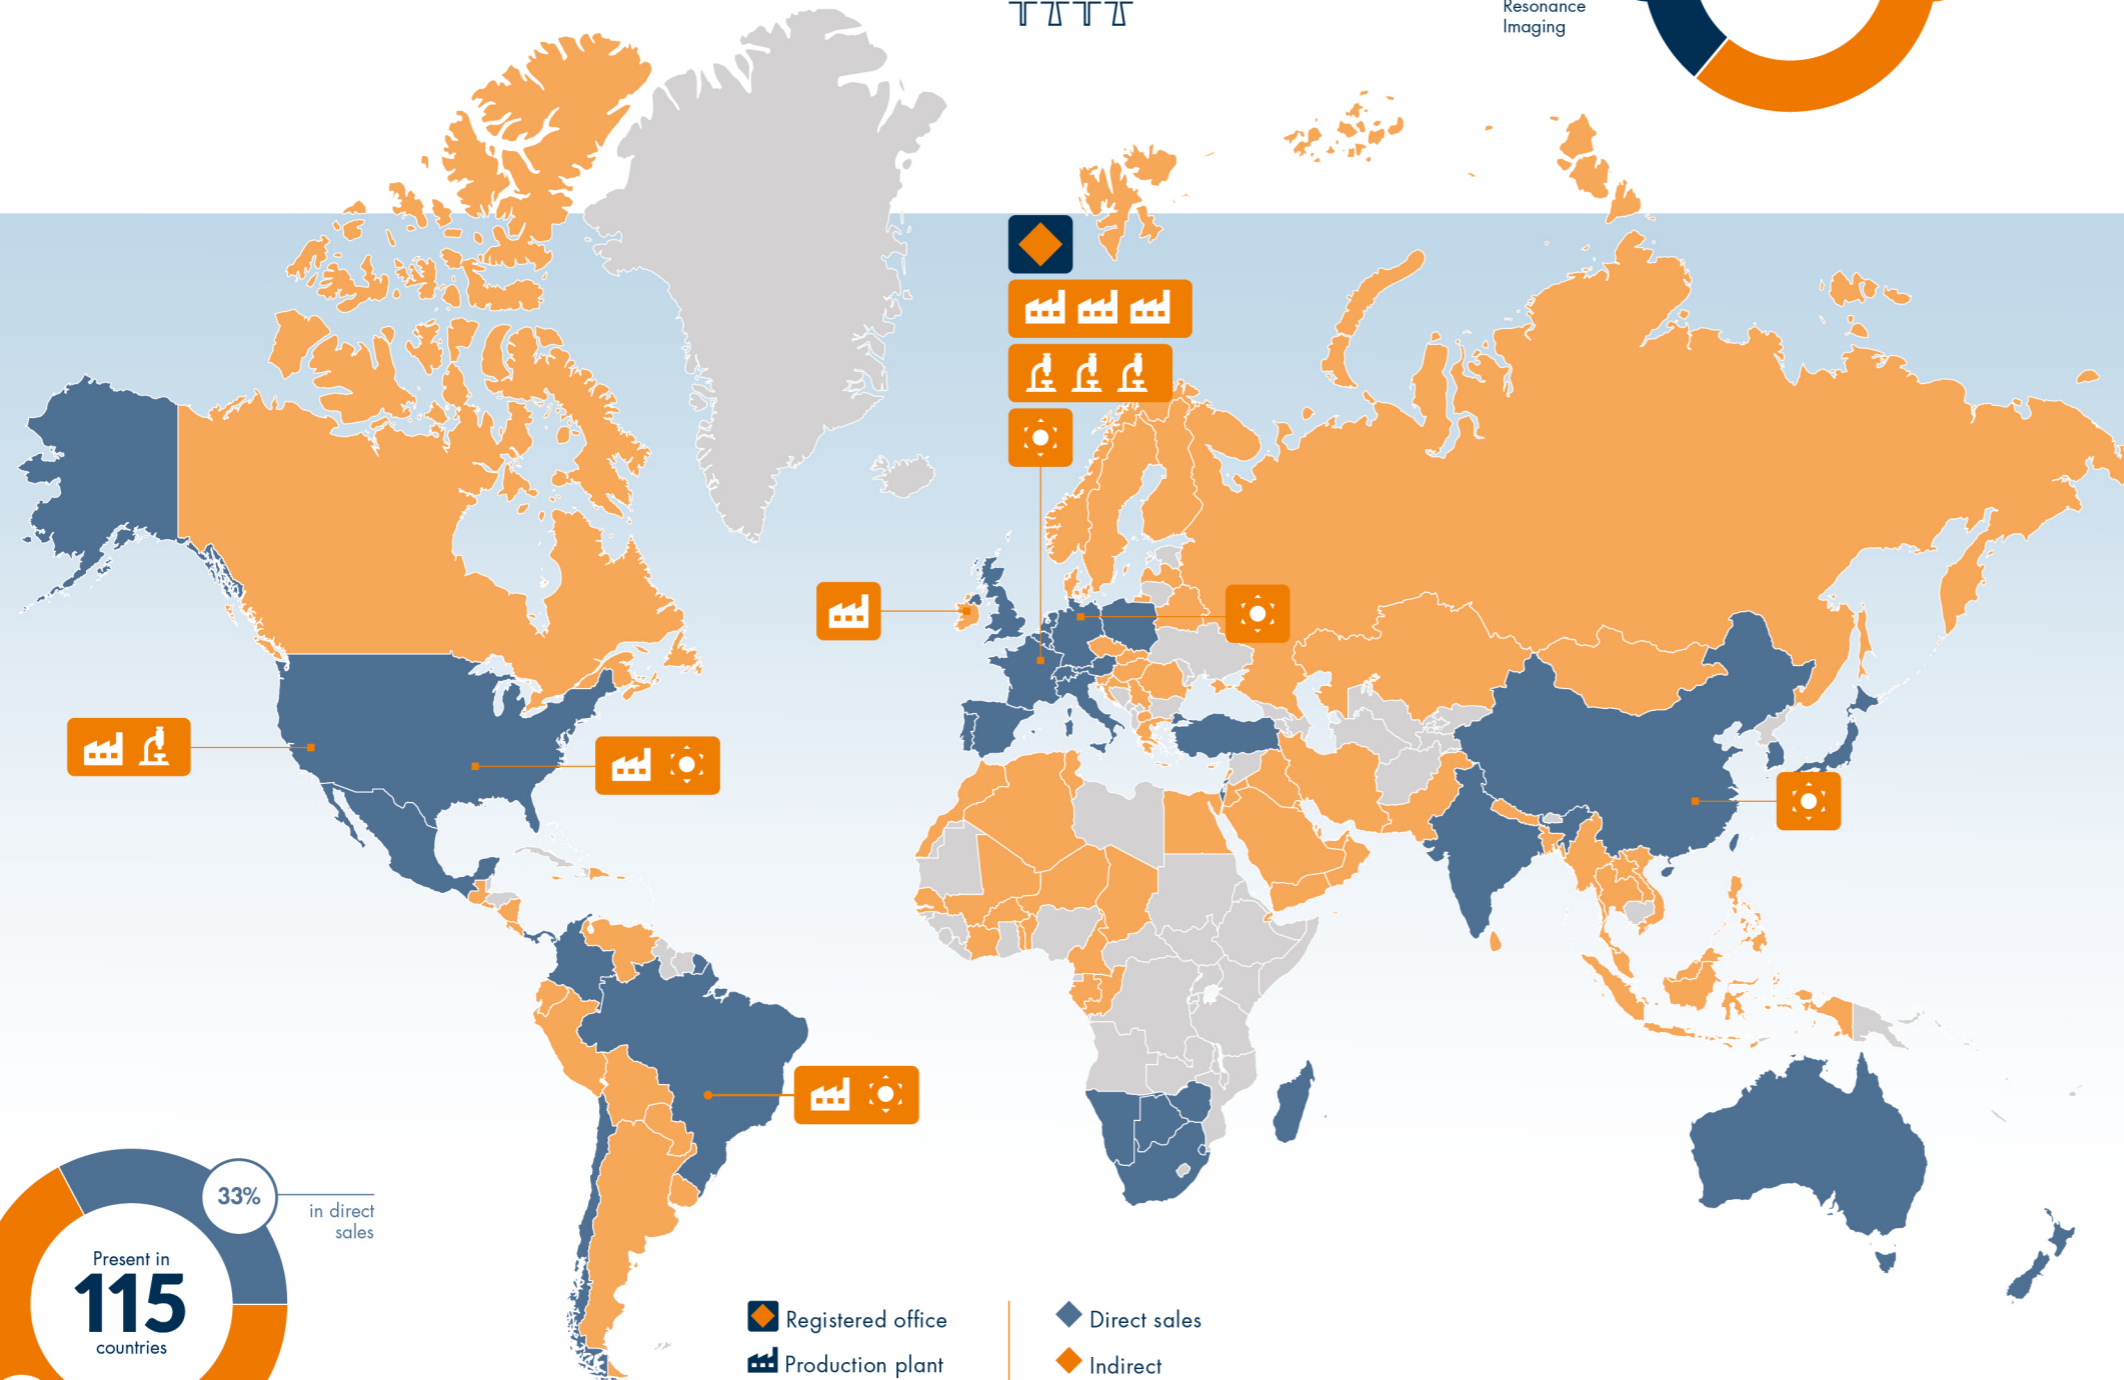 Resonance
Imaging
33%
in direct
sales
Present in
115
countries
Registered office
Production plant
Direct sales
Indirect